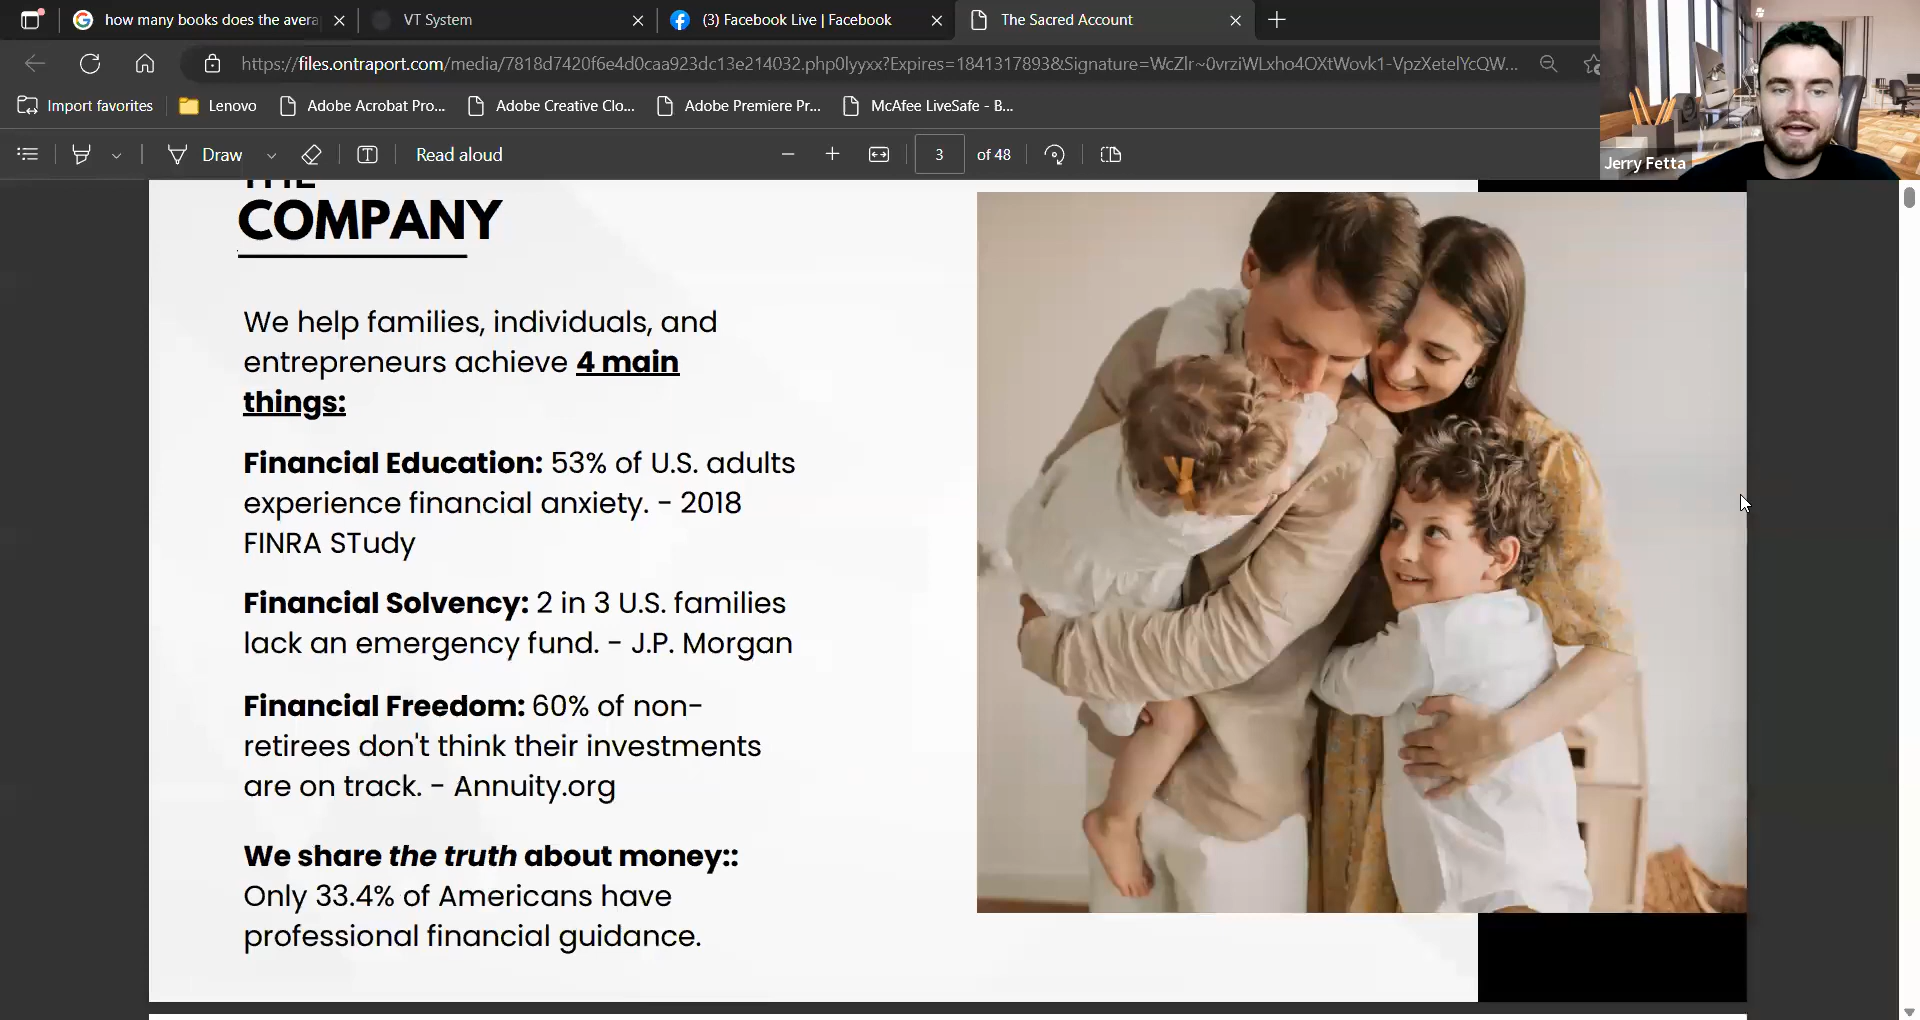 how many books does the avera
VT System
(3) Facebook Live | Facebook
The Sacred Account
https://files.ontraport.com/media/7818d7420f6e4d0caa923dc13e214032.php0lyyxx?Expires=1841317893&Signature=WcZlr~0vrziWLxho4OXtWovk1-VpzXetelYcQW...
Import favorites
Lenovo
Adobe Acrobat Pro...
Adobe Creative Clo...
Adobe Premiere Pr...
McAfee LiveSafe - B...
Draw
Read aloud
3
of 48
Jerry Fetta
THE
COMPANY
We help families, individuals, and
entrepreneurs achieve 4 main
things:
Financial Education: 53% of U.S. adults
experience financial anxiety. - 2018
FINRA STudy
Financial Solvency: 2 in 3 U.S. families
lack an emergency fund. - J.P. Morgan
Financial Freedom: 60% of non-
retirees don't think their investments
are on track. - Annuity.org
We share the truth about money::
Only 33.4% of Americans have
professional financial guidance.